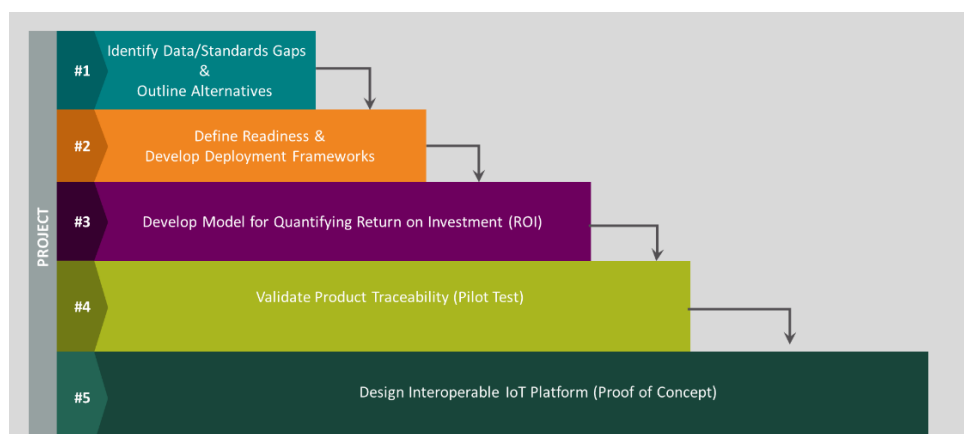 PROJECT
#1
Identify Data/Standards Gaps
&
Outline Alternatives
#2
Define Readiness &
Develop Deployment Frameworks
#3
Develop Model for Quantifying Return on Investment (ROI)
#4
Validate Product Traceability (Pilot Test)
#5
Design Interoperable IoT Platform (Proof of Concept)